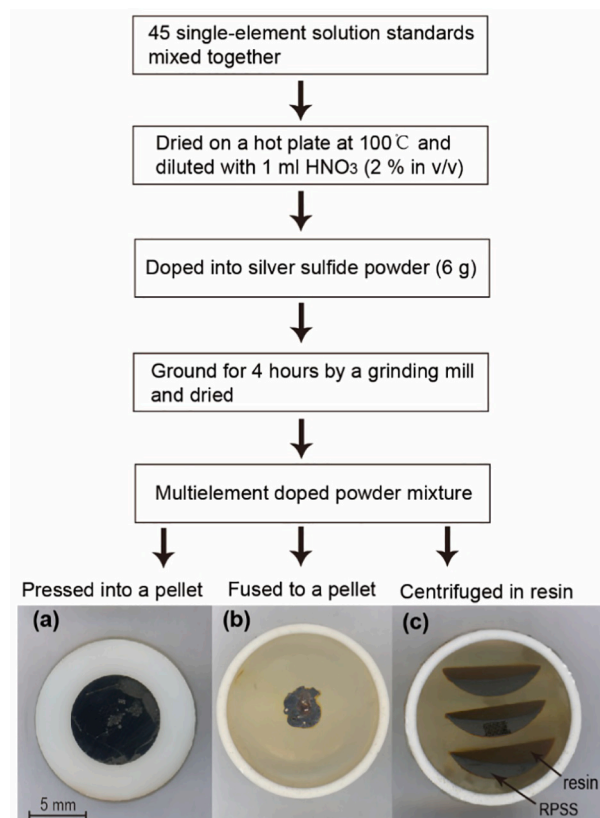 45 single-element solution standards
mixed together
Dried on a hot plate at 100℃ and
diluted with 1 ml HNO3 (2 % in v/v)
Doped into silver sulfide powder (6 g)
Ground for 4 hours by a grinding mill
and dried
Multielement doped powder mixture
Pressed into a pellet
Fused to a pellet
Centrifuged in resin
(a)
(b)
(c)
resin
RPSS
5 mm